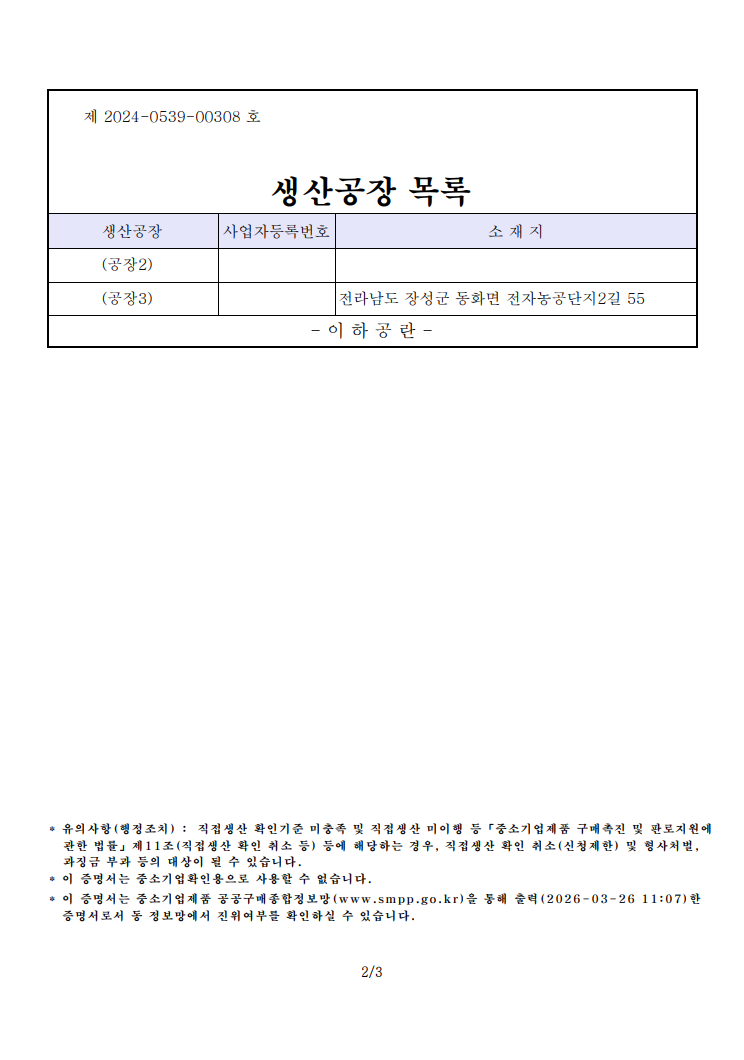 제 2024-0539-00308 호
생산공장 목록
생산공장 사업자등록번호 소 재 지
(공장2)
(공장3) 전라남도 장성군 동화면 전자농공단지2길 55
- 이 하 공 란 -
* 유의사항(행정조치) : 직접생산 확인기준 미충족 및 직접생산 미이행 등「중소기업제품 구매촉진 및 판로지원에
관한 법률」제11조(직접생산 확인 취소 등) 등에 해당하는 경우, 직접생산 확인 취소(신청제한) 및 형사처벌,
과징금 부과 등의 대상이 될 수 있습니다.
* 이 증명서는 중소기업확인용으로 사용할 수 없습니다.
* 이 증명서는 중소기업제품 공공구매종합정보망(www.smpp.go.kr)을 통해 출력(2026-03-26 11:07)한
증명서로서 동 정보망에서 진위여부를 확인하실 수 있습니다.
2/3